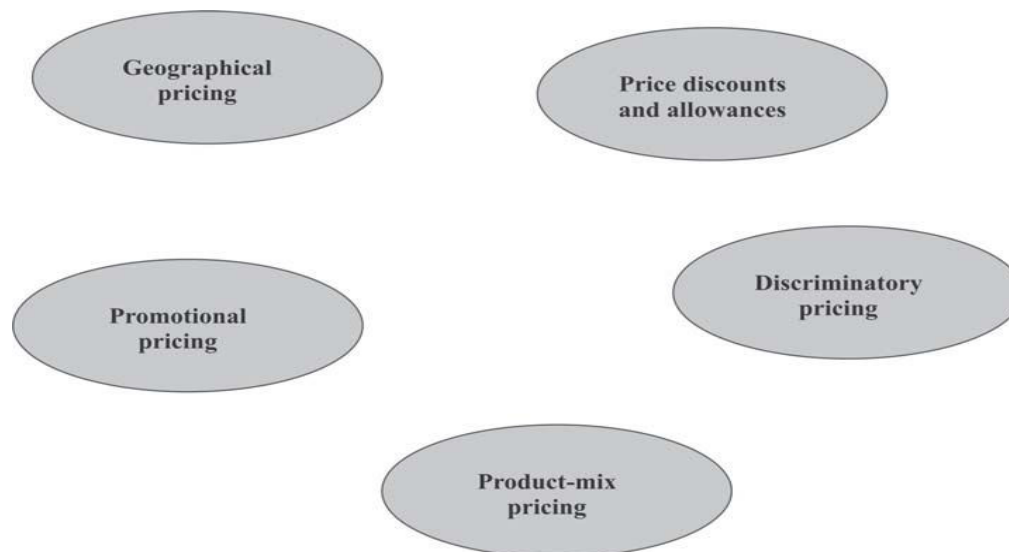 Geographical
pricing
Price discounts
and allowances
Discriminatory
pricing
Promotional
pricing
Product-mix
pricing